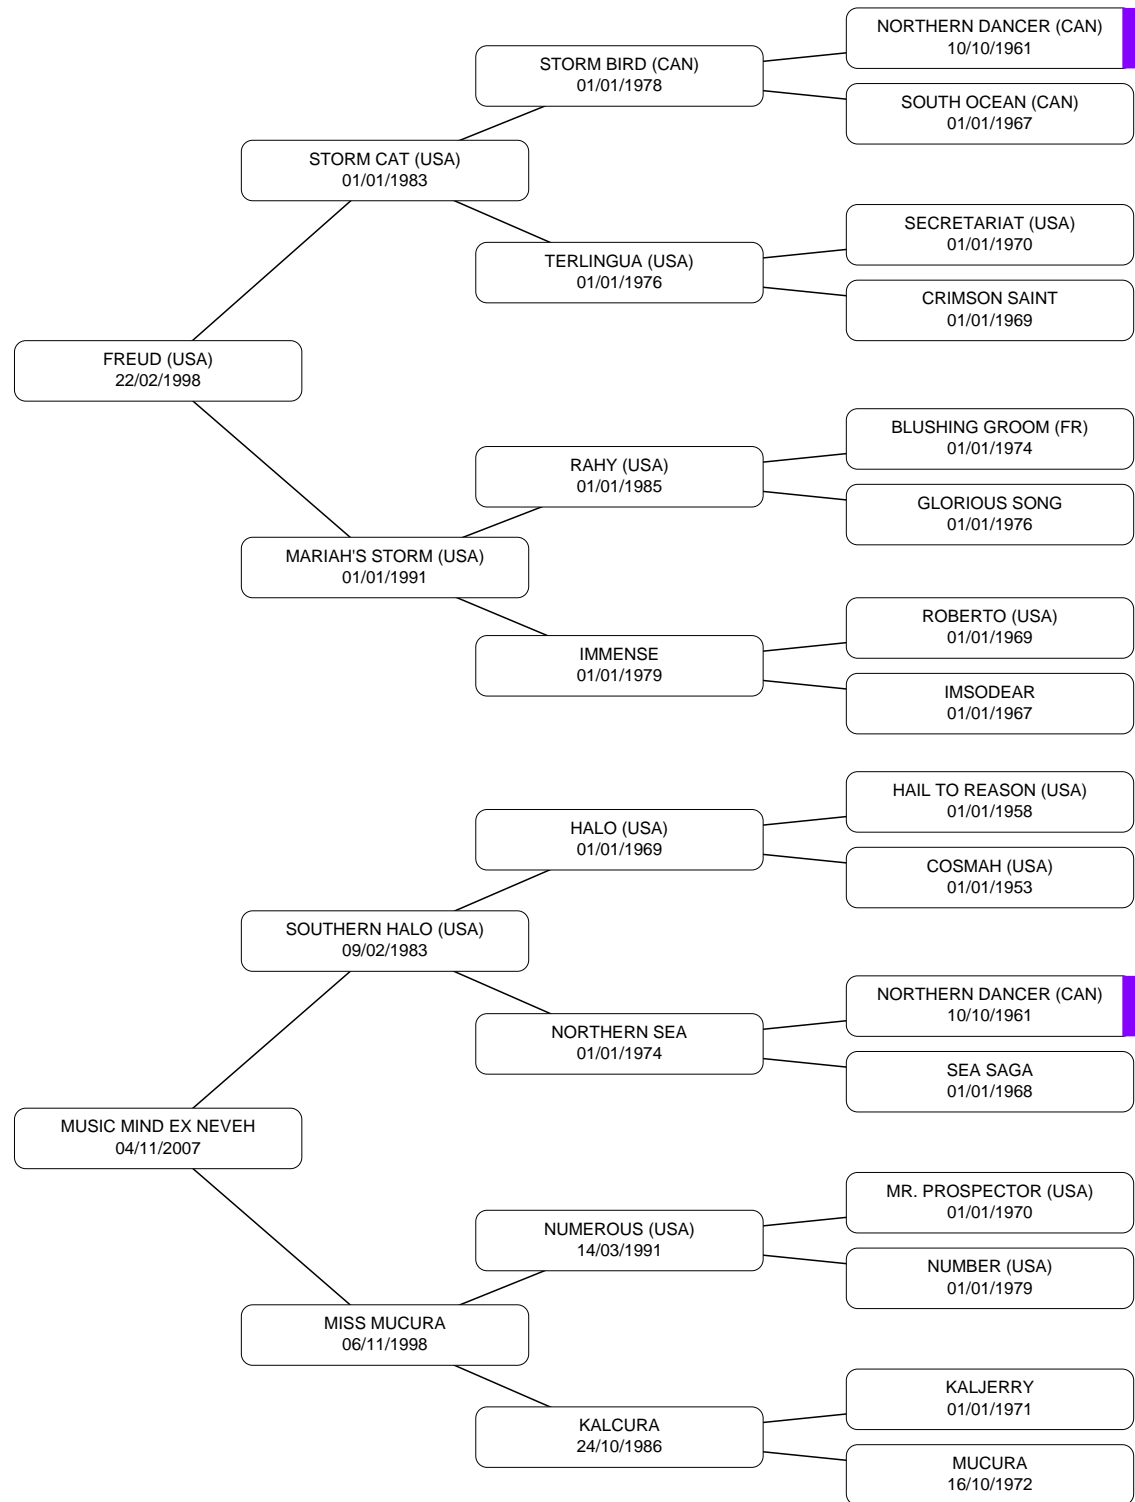 NORTHERN DANCER (CAN)
10/10/1961
STORM BIRD (CAN)
01/01/1978
SOUTH OCEAN (CAN)
01/01/1967
STORM CAT (USA)
01/01/1983
SECRETARIAT (USA)
01/01/1970
TERLINGUA (USA)
01/01/1976
CRIMSON SAINT
01/01/1969
FREUD (USA)
22/02/1998
BLUSHING GROOM (FR)
01/01/1974
RAHY (USA)
01/01/1985
GLORIOUS SONG
01/01/1976
MARIAH'S STORM (USA)
01/01/1991
ROBERTO (USA)
01/01/1969
IMMENSE
01/01/1979
IMSODEAR
01/01/1967
HAIL TO REASON (USA)
01/01/1958
HALO (USA)
01/01/1969
COSMAH (USA)
01/01/1953
SOUTHERN HALO (USA)
09/02/1983
NORTHERN DANCER (CAN)
10/10/1961
NORTHERN SEA
01/01/1974
SEA SAGA
01/01/1968
MUSIC MIND EX NEVEH
04/11/2007
MR. PROSPECTOR (USA)
01/01/1970
NUMEROUS (USA)
14/03/1991
NUMBER (USA)
01/01/1979
MISS MUCURA
06/11/1998
KALJERRY
01/01/1971
KALCURA
24/10/1986
MUCURA
16/10/1972